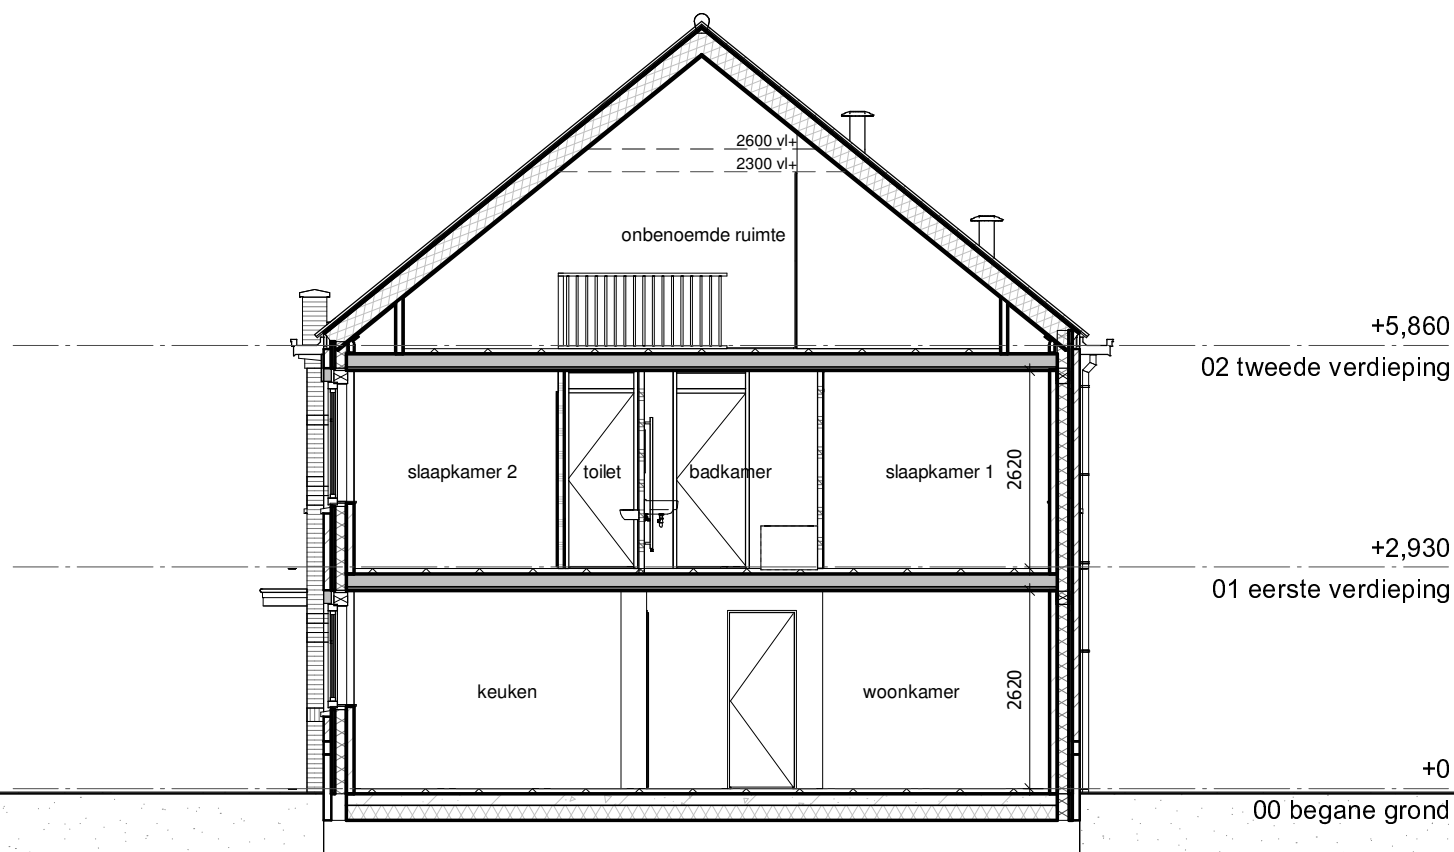 2600 vl+
2300 vl+
onbenoemde ruimte
+5,860
02 tweede verdieping
slaapkamer 2
toilet
badkamer
slaapkamer 1
2620
+2,930
01 eerste verdieping
keuken
woonkamer
2620
+0
00 begane grond